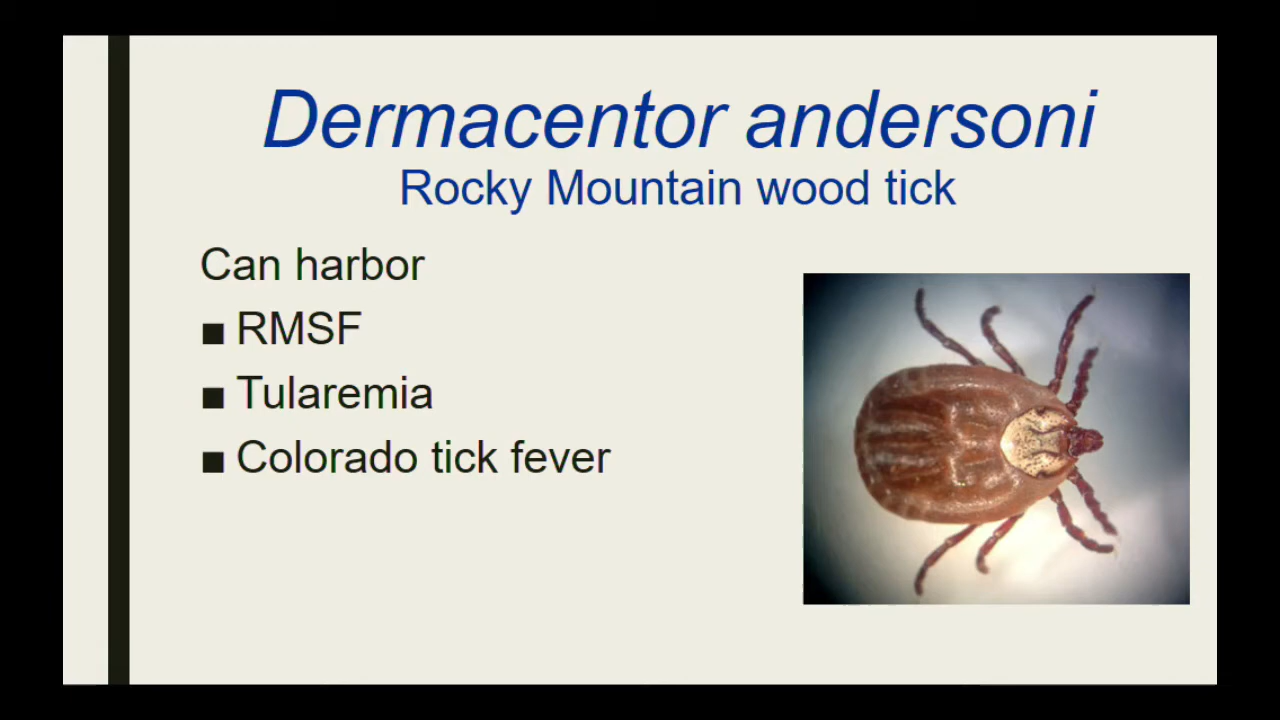 Dermacentor andersoni
Rocky Mountain wood tick
Can harbor
■ RMSF
■ Tularemia
■ Colorado tick fever